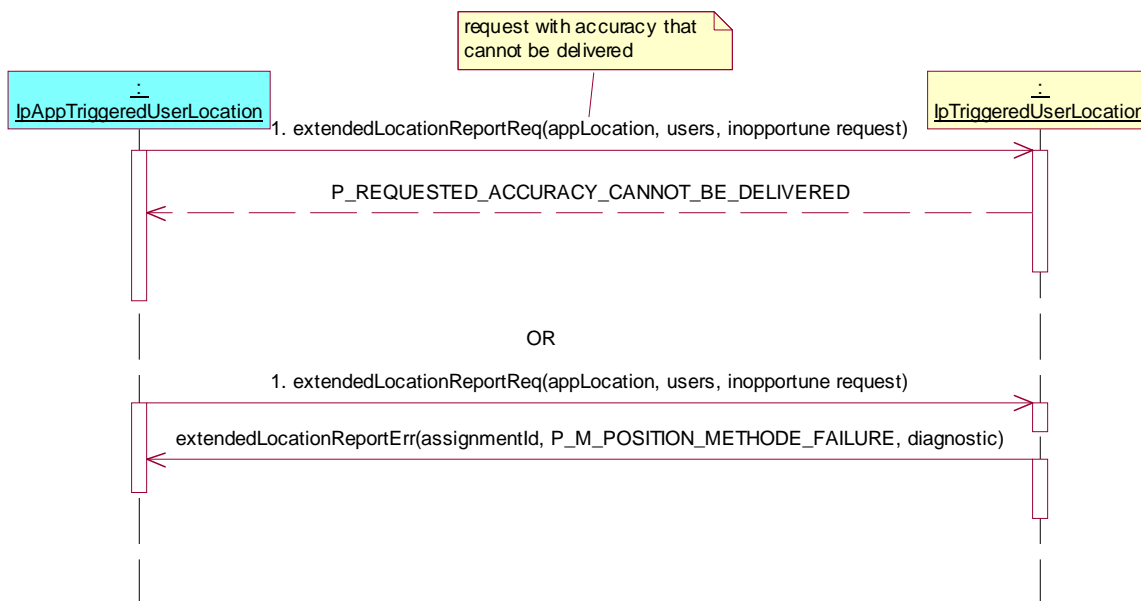 request with accuracy that
cannot be delivered
:
IpAppTriggeredUserLocation
:
IpTriggeredUserLocation
1. extendedLocationReportReq(appLocation, users, inopportune request)
P_REQUESTED_ACCURACY_CANNOT_BE_DELIVERED
OR
1. extendedLocationReportReq(appLocation, users, inopportune request)
extendedLocationReportErr(assignmentId, P_M_POSITION_METHODE_FAILURE, diagnostic)